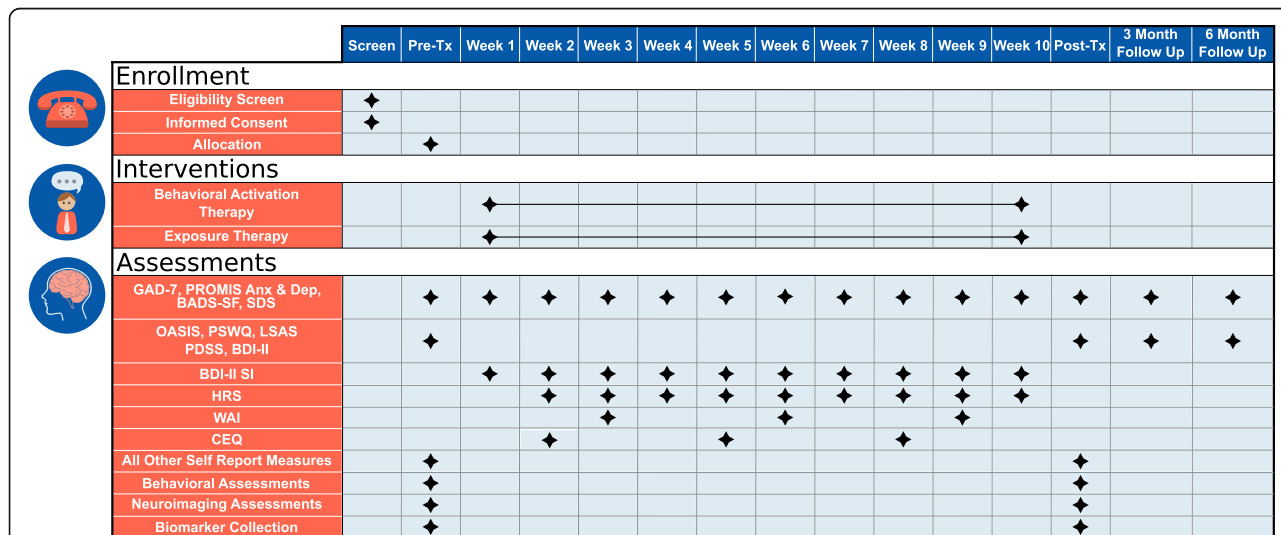 Screen Pre-Tx Week 1 Week 2 Week 3 Week 4 Week 5 Week 6 Week 7 Week 8 Week 9 Week 10 Post-Tx 3 Month Follow Up 6 Month Follow Up
Enrollment
Eligibility Screen
Informed Consent
Allocation
Interventions
Behavioral Activation
Therapy
Exposure Therapy
Assessments
GAD-7, PROMIS Anx & Dep,
BADS-SF, SDS
OASIS, PSWQ, LSAS
PDSS, BDI-II
BDI-II SI
HRS
WAI
CEQ
All Other Self Report Measures
Behavioral Assessments
Neuroimaging Assessments
Biomarker Collection